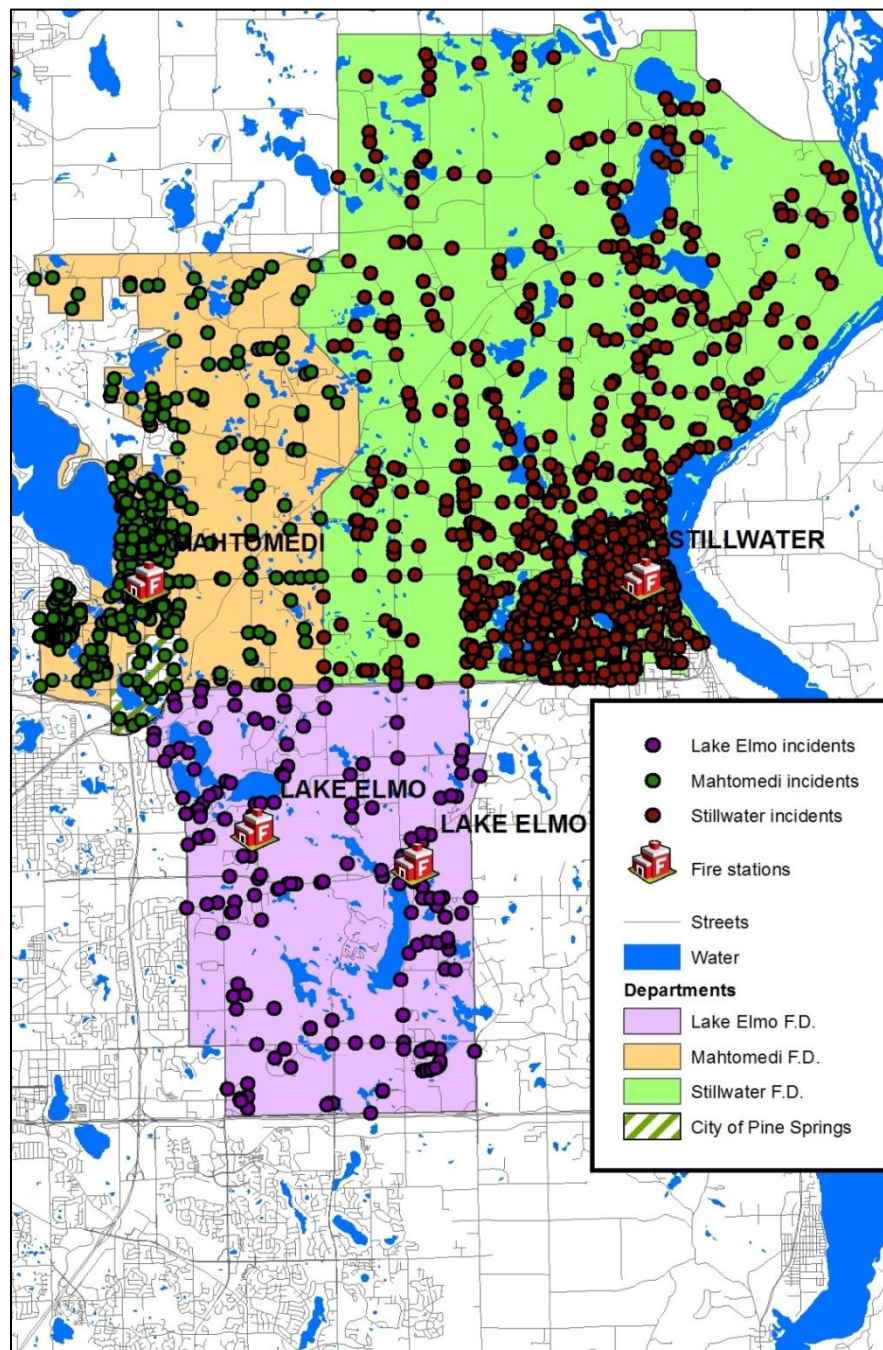 MAHTOMEDI
STILLWATER
LAKE ELMO
LAKE ELMO
Lake Elmo incidents
Mahtomedi incidents
Stillwater incidents
F
Fire stations
Streets
Water
Departments
Lake Elmo F.D.
Mahtomedi F.D.
Stillwater F.D.
City of Pine Springs